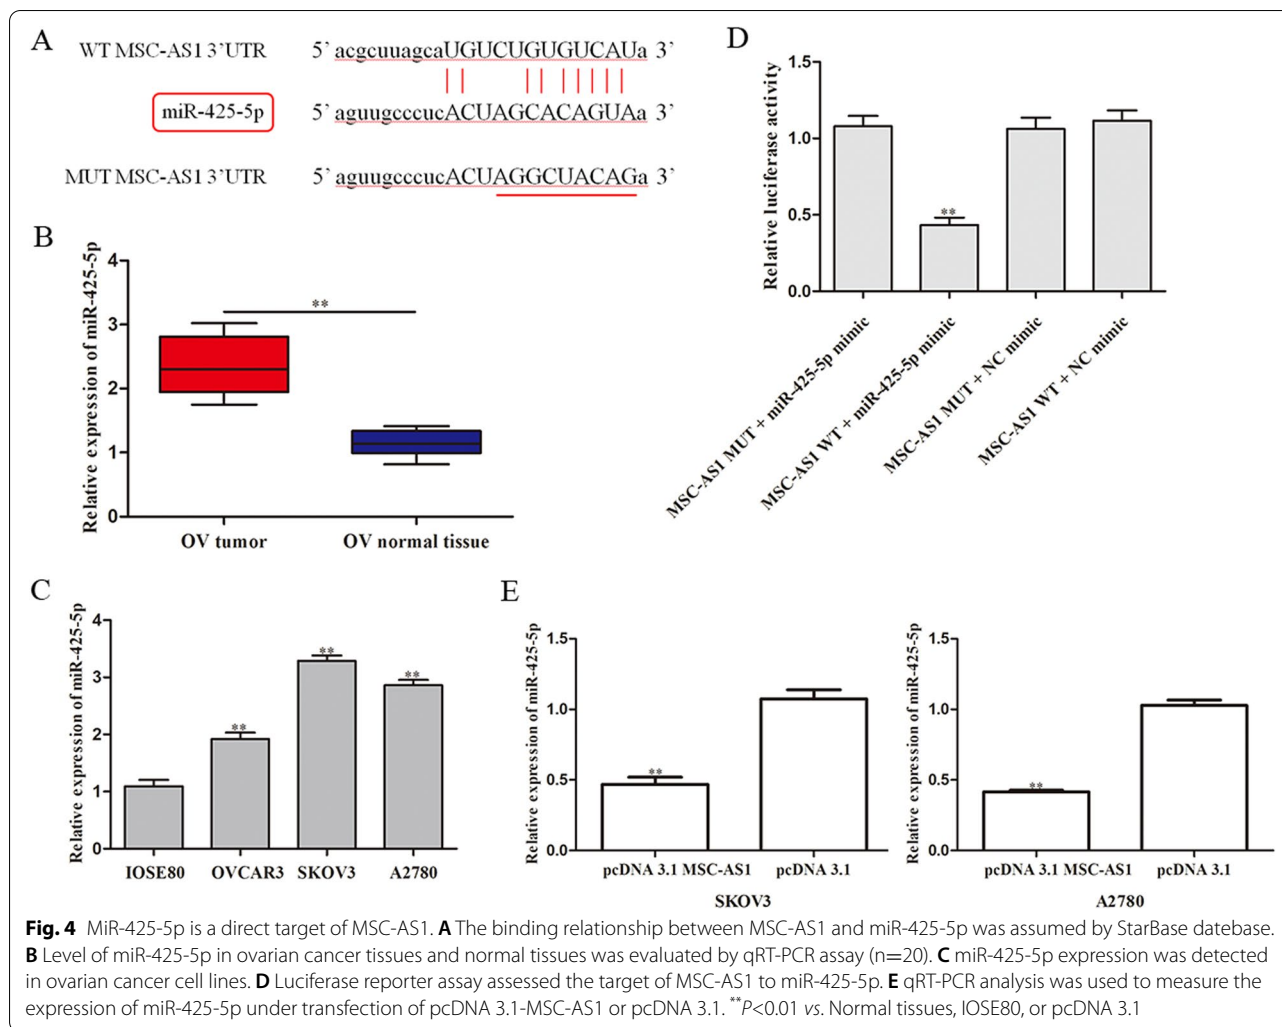 A
WT MSC-AS1 3’UTR 5’ acgcuuagcaUGUCUGUGUCAUa 3’
miR-425-5p 5’ aguugcccucACUAGCACAGUAa 3’
MUT MSC-AS1 3’UTR 5’ aguugcccucACUAGGCUACAGa 3’
B
Relative expression of miR-425-5p
4
3
2
1
0
**
OV tumor OV normal tissue
D
Relative luciferase activity
1.5
1.0
0.5
0.0
**
MSC-AS1 MUT + miR-425-5p mimic
MSC-AS1 WT + miR-425-5p mimic
MSC-AS1 MUT + NC mimic
MSC-AS1 WT + NC mimic
C
Relative expression of miR-425-5p
4
3
2
1
0
**
**
**
IOSE80 OVCAR3 SKOV3 A2780
E
Relative expression of miR-425-5p
1.5
1.0
0.5
0.0
**
pcDNA 3.1 MSC-AS1 pcDNA 3.1
SKOV3
Relative expression of miR-425-5p
1.5
1.0
0.5
0.0
**
pcDNA 3.1 MSC-AS1 pcDNA 3.1
A2780
Fig. 4 MiR-425-5p is a direct target of MSC-AS1. A The binding relationship between MSC-AS1 and miR-425-5p was assumed by StarBase datebase.
B Level of miR-425-5p in ovarian cancer tissues and normal tissues was evaluated by qRT-PCR assay (n=20). C miR-425-5p expression was detected
in ovarian cancer cell lines. D Luciferase reporter assay assessed the target of MSC-AS1 to miR-425-5p. E qRT-PCR analysis was used to measure the
expression of miR-425-5p under transfection of pcDNA 3.1-MSC-AS1 or pcDNA 3.1. **P<0.01 vs. Normal tissues, IOSE80, or pcDNA 3.1